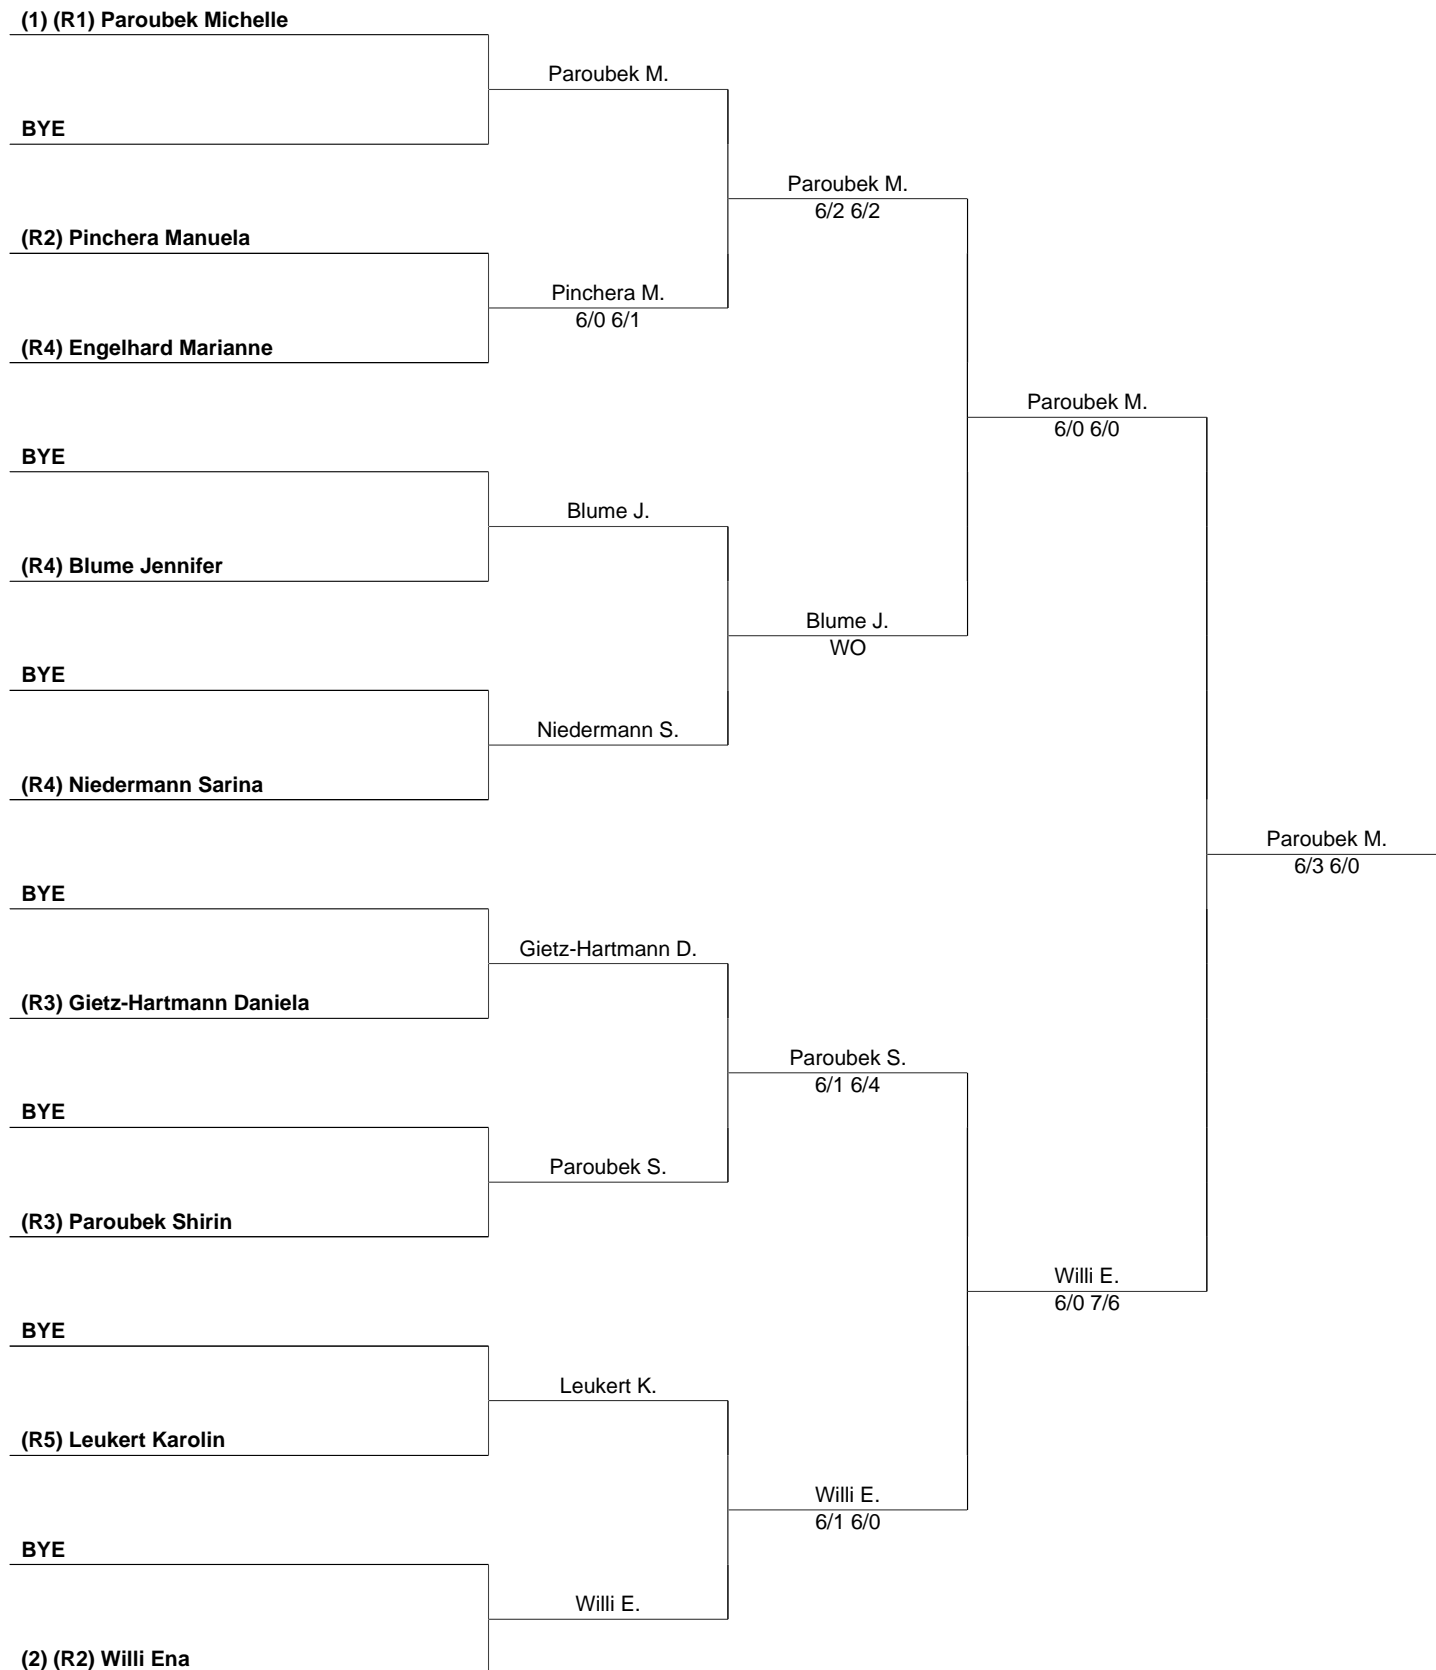 (1) (R1) Paroubek Michelle
Paroubek M.
BYE
Paroubek M.
6/2 6/2
(R2) Pinchera Manuela
Pinchera M.
6/0 6/1
(R4) Engelhard Marianne
Paroubek M.
6/0 6/0
BYE
Blume J.
(R4) Blume Jennifer
Blume J.
WO
BYE
Niedermann S.
(R4) Niedermann Sarina
Paroubek M.
6/3 6/0
BYE
Gietz-Hartmann D.
(R3) Gietz-Hartmann Daniela
Paroubek S.
6/1 6/4
BYE
Paroubek S.
(R3) Paroubek Shirin
Willi E.
6/0 7/6
BYE
Leukert K.
(R5) Leukert Karolin
Willi E.
6/1 6/0
BYE
Willi E.
(2) (R2) Willi Ena